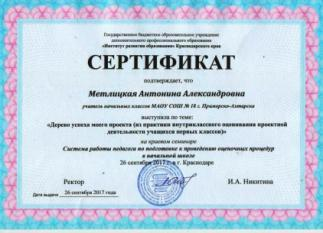 Государственное бюджетное образовательное учреждение
дополнительного профессионального образования
«Институт развития образования» Краснодарского края
СЕРТИФИКАТ
подтверждает, что
Метлицкая Антонина Александровна
учитель начальных классов МАОУ СОШ № 18 г. Приморско-Ахтарска
выступила по теме:
«Дерево успеха моего проекта (из практики внутриклассного оценивания проектной
деятельности учащихся первых классов)»
на краевом семинаре
Система работы педагога по подготовке и проведению оценочных процедур
в начальной школе
26 сентября 2017 г. в г. Краснодаре
Ректор
И.А. Никитина
Дата выдачи 26 сентября 2017 года